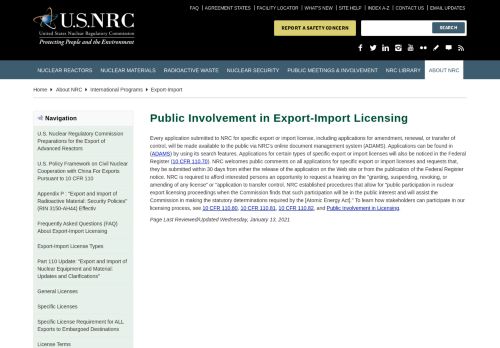 FAQ | AGREEMENT STATES | FACILITY LOCATOR | WHAT'S NEW | SITE HELP | INDEX A-Z | CONTACT US | EMAIL UPDATES
U.S.NRC
United States Nuclear Regulatory Commission
Protecting People and the Environment
REPORT A SAFETY CONCERN
SEARCH
NUCLEAR REACTORS NUCLEAR MATERIALS RADIOACTIVE WASTE NUCLEAR SECURITY PUBLIC MEETINGS & INVOLVEMENT NRC LIBRARY ABOUT NRC
Home About NRC International Programs Export-Import
Navigation
U.S. Nuclear Regulatory Commission
Preparations for the Export of
Advanced Reactors
U.S. Policy Framework on Civil Nuclear
Cooperation with China For Exports
Pursuant to 10 CFR 110
Appendix P : "Export and Import of
Radioactive Material: Security Policies"
(RIN 3150-AH44) Effectiv
Frequently Asked Questions (FAQ)
About Export-Import Licensing
Export-Import License Types
Part 110 Update: "Export and Import of
Nuclear Equipment and Material:
Updates and Clarifications"
General Licenses
Specific Licenses
Specific License Requirement for ALL
Exports to Embargoed Destinations
License Terms
Public Involvement in Export-Import Licensing
Every application submitted to NRC for specific export or import license, including applications for amendment, renewal, or transfer of
control, will be made available to the public via NRC's online document management system (ADAMS). Applications can be found in
(ADAMS) by using its search features. Applications for certain types of specific export or import licenses will also be noticed in the Federal
Register (10 CFR 110.70). NRC welcomes public comments on all applications for specific export or import licenses and requests that,
they be submitted within 30 days from either the release of the application on the Web site or from the publication of the Federal Register
notice. NRC is required to afford interested persons an opportunity to request a hearing on the "granting, suspending, revoking, or
amending of any license" or "application to transfer control. NRC established procedures that allow for "public participation in nuclear
export licensing proceedings when the Commission finds that such participation will be in the public interest and will assist the
Commission in making the statutory determinations required by the [Atomic Energy Act]." To learn how stakeholders can participate in our
licensing process, see 10 CFR 110.80, 10 CFR 110.81, 10 CFR 110.82, and Public Involvement in Licensing.
Page Last Reviewed/Updated Wednesday, January 13, 2021